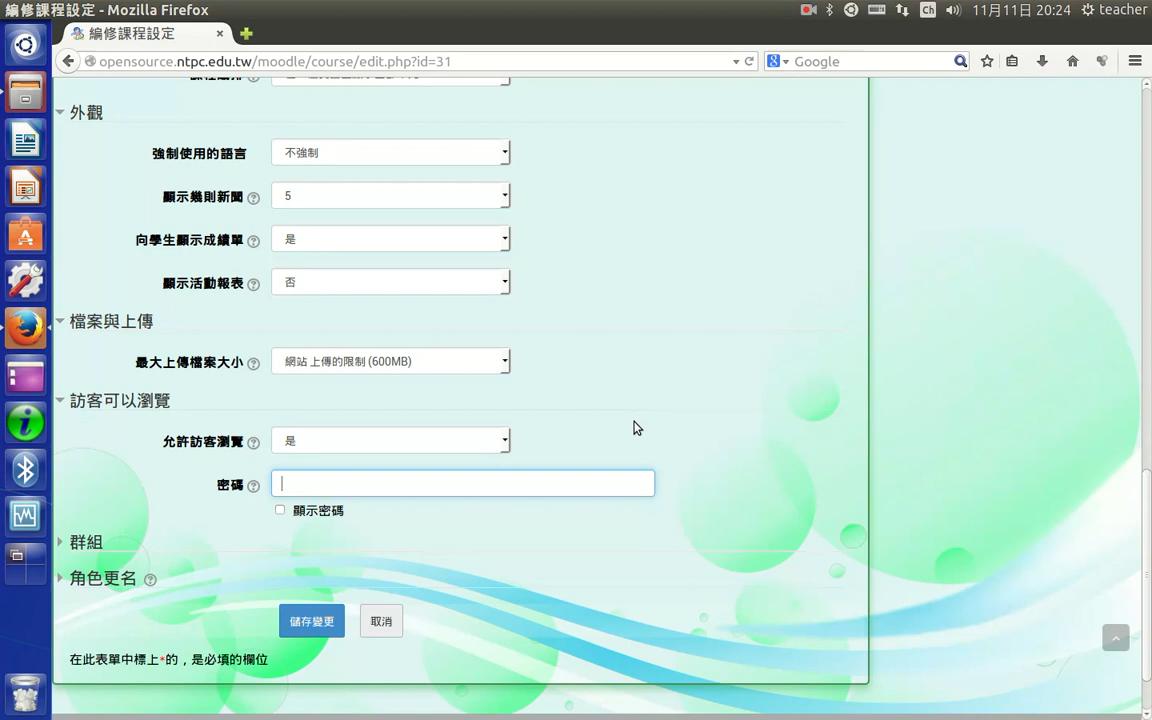 編修課程設定 - Mozilla Firefox
Ch
11月11日 20:24
teacher
編修課程設定
opensource.ntpc.edu.tw/moodle/course/edit.php?id=31
Google
外觀
強制使用的語言
不強制
顯示幾則新聞
5
向學生顯示成績單
是
顯示活動報表
否
檔案與上傳
最大上傳檔案大小
網站 上傳的限制 (600MB)
訪客可以瀏覽
允許訪客瀏覽
是
密碼
顯示密碼
群組
角色更名
儲存變更
取消
在此表單中標上*的，是必填的欄位